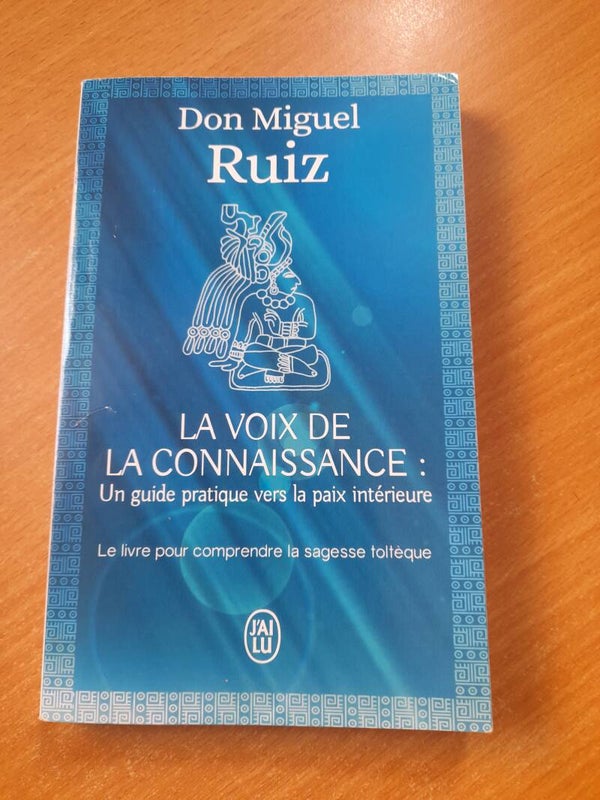 Don Miguel
Ruiz
LA VOIX DE
LA CONNAISSANCE :
Un guide pratique vers la paix intérieure
Le livre pour comprendre la sagesse toltèque
J'AI
LU